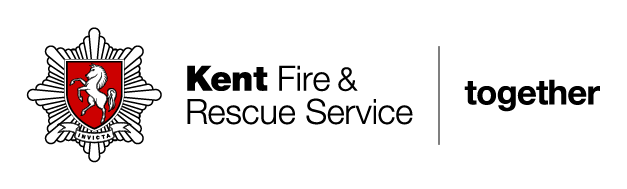 Kent Fire &
Rescue Service
together
INVICTA